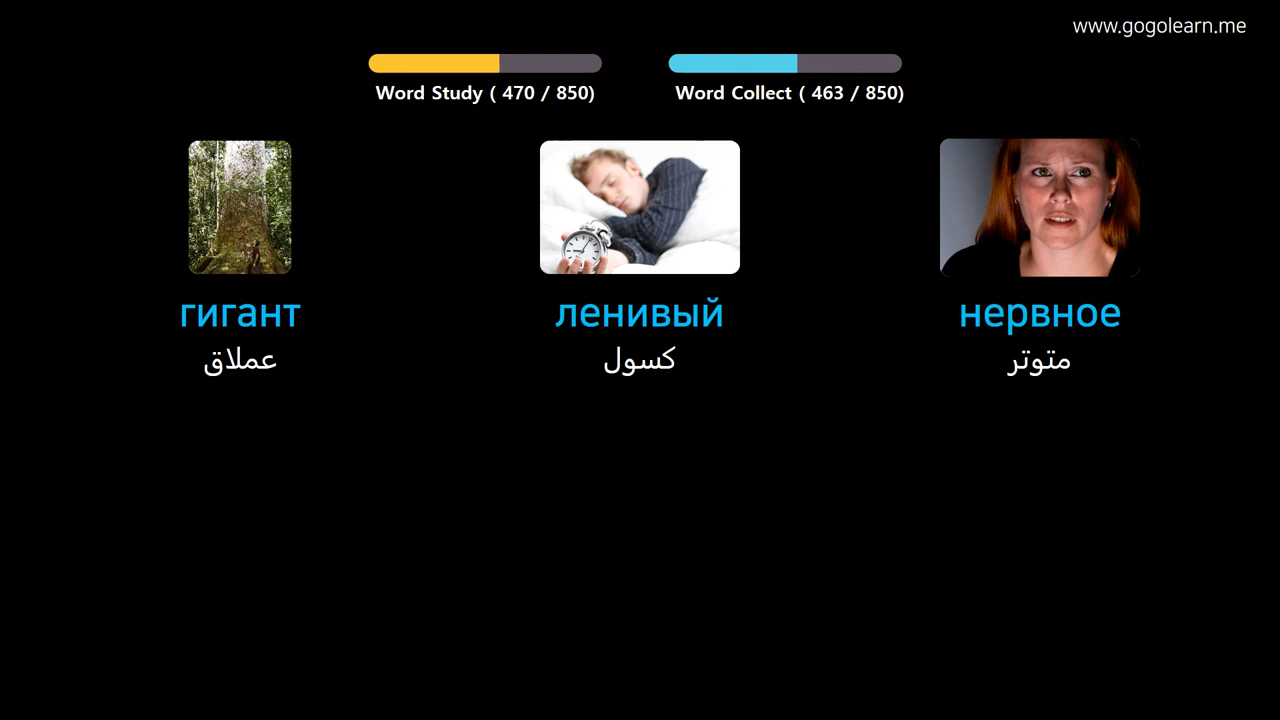 www.gogolearn.me
Word Study ( 470 / 850)
Word Collect ( 463 / 850)
гигант
ленивый
нервное
عملاق
كسول
متوتر